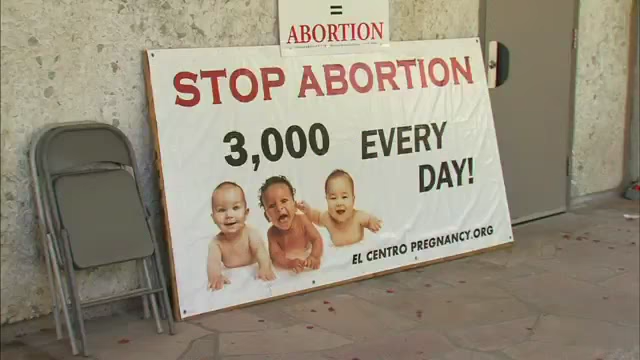 =
ABORTION
STOP ABORTION
3,000 EVERY
DAY!
EL CENTRO PREGNANCY.ORG